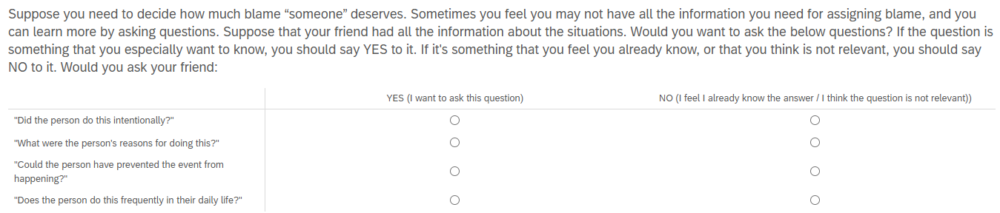 Suppose you need to decide how much blame “someone” deserves. Sometimes you feel you may not have all the information you need for assigning blame, and you
can learn more by asking questions. Suppose that your friend had all the information about the situations. Would you want to ask the below questions? If the question is
something that you especially want to know, you should say YES to it. If it's something that you feel you already know, or that you think is not relevant, you should say
NO to it. Would you ask your friend:
YES (I want to ask this question)
NO (I feel I already know the answer / I think the question is not relevant))
"Did the person do this intentionally?"
"What were the person's reasons for doing this?"
"Could the person have prevented the event from
happening?"
"Does the person do this frequently in their daily life?"